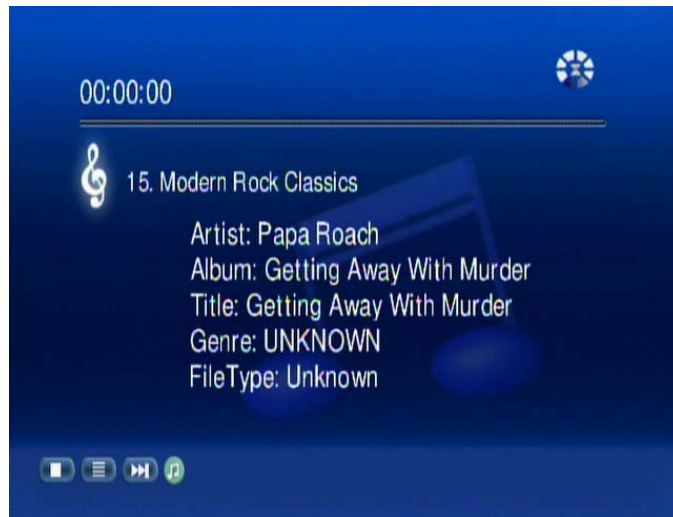 00:00:00
15. Modern Rock Classics
Artist: Papa Roach
Album: Getting Away With Murder
Title: Getting Away With Murder
Genre: UNKNOWN
FileType: Unknown